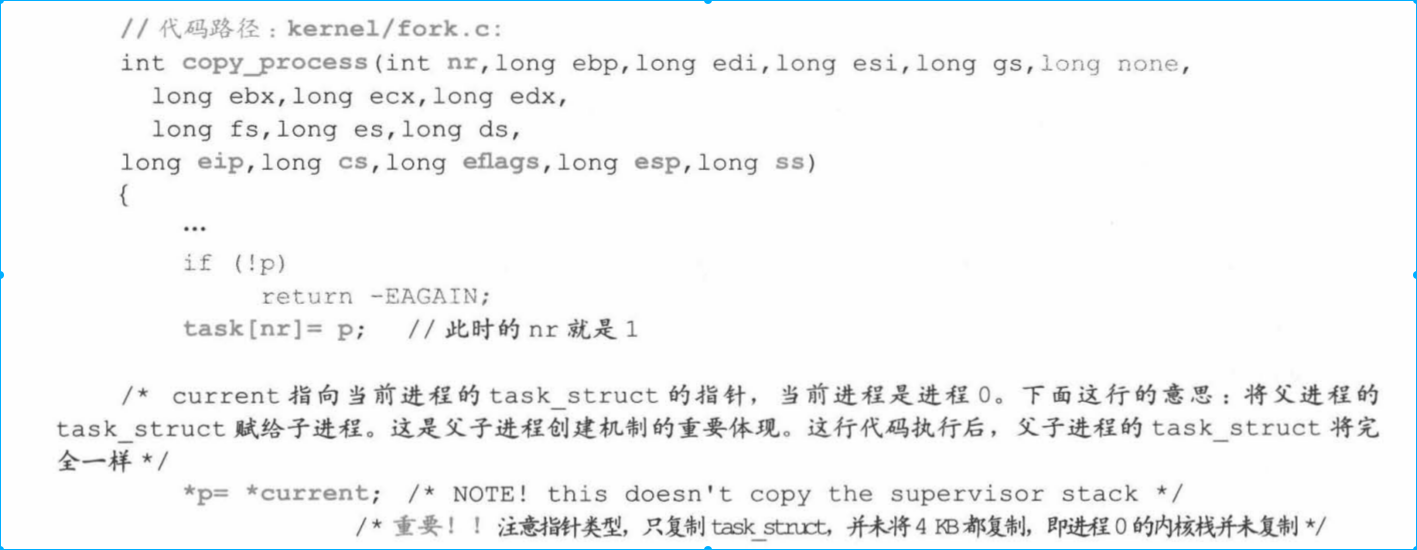 // 代码路径：kernel/fork.c:
int copy_process(int nr,long ebp,long edi,long esi,long gs,long none,
long ebx,long ecx,long edx,
long fs,long es,long ds,
long eip,long cs,long eflags,long esp,long ss)
{
…
if (!p)
return -EAGAIN;
task[nr]= p; // 此时的 nr 就是 1
/* current 指向当前进程的 task_struct 的指针，当前进程是进程 0。下面这行的意思：将父进程的
task_struct 赋给子进程。这是父子进程创建机制的重要体现。这行代码执行后，父子进程的 task_struct 将完
全一样 */
*p= *current; /* NOTE! this doesn't copy the supervisor stack */
/* 重要！！注意指针类型，只复制 task_struct，并未将 4 KB 都复制，即进程 0 的内核栈并未复制 */